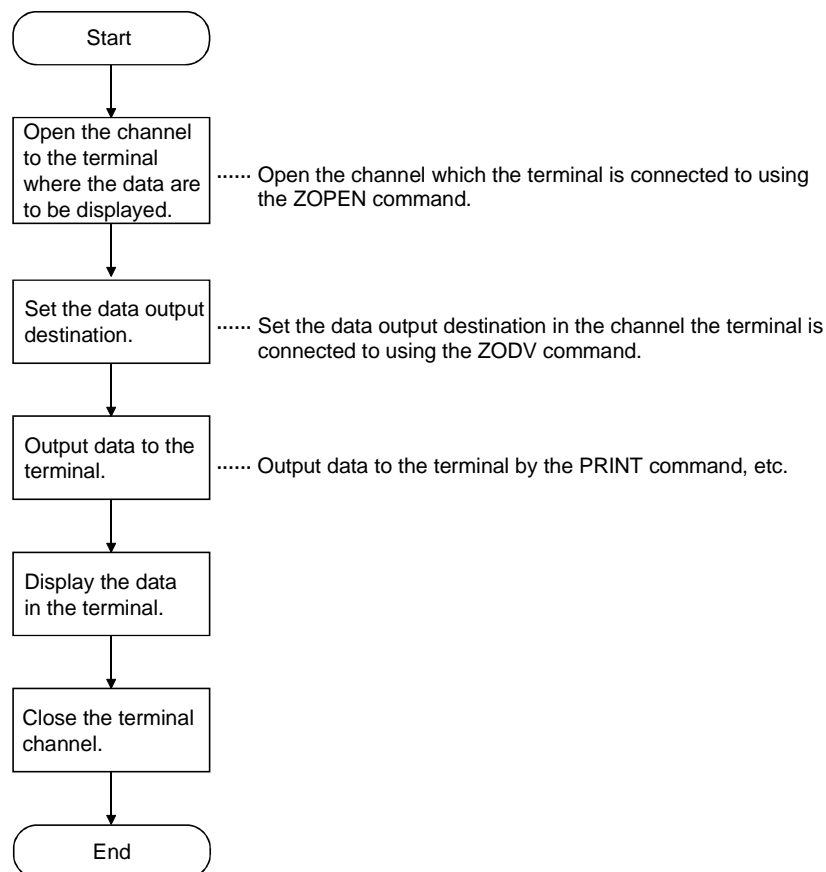 Start
Open the channel
to the terminal
where the data are
to be displayed.
...... Open the channel which the terminal is connected to using
the ZOPEN command.
Set the data output
destination.
...... Set the data output destination in the channel the terminal is
connected to using the ZODV command.
Output data to the
terminal.
...... Output data to the terminal by the PRINT command, etc.
Display the data
in the terminal.
Close the terminal
channel.
End